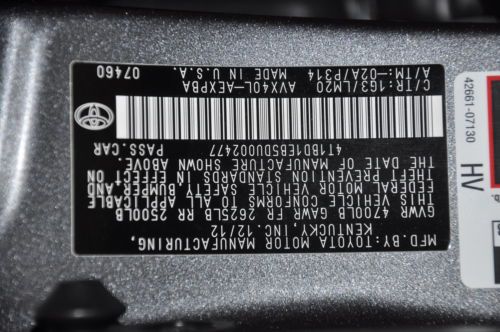 MFD.BY:TOYOTA MOTOR MANUFACTURING,
KENTUCKY, INC. 12/12
GVWR 4700LB GAWR FR 2625LB RR 2500LB
THIS VEHICLE CONFORMS TO ALL APPLICABLE
FEDERAL MOTOR VEHICLE SAFETY, BUMPER, AND
THEFT PREVENTION STANDARDS IN EFFECT ON
THE DATE OF MANUFACTURE SHOWN ABOVE.
4T1BD1EB5DU002477 PASS.CAR
C/TR:1G3/LH20 AVX40L-AEXPBA MADE IN U.S.A.
A/TM:-02A/P314 07460
42661-07130
HV